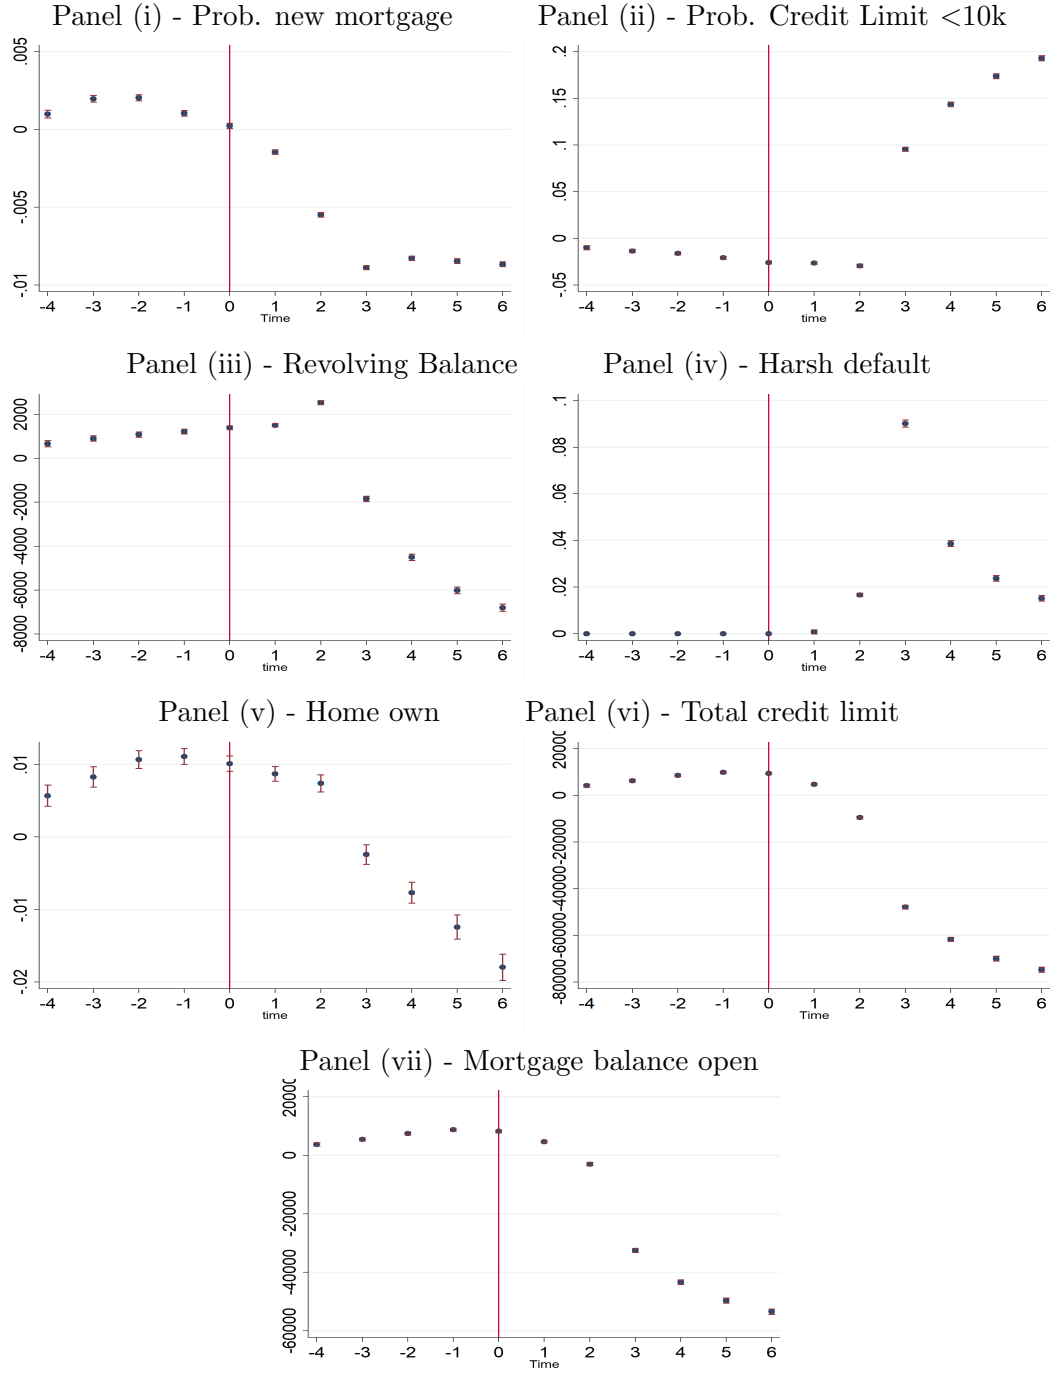 Panel (i) - Prob. new mortgage
.005
0
-.005
-.01
-4 -3 -2 -1 0 1 2 3 4 5 6
Time
Panel (ii) - Prob. Credit Limit <10k
.2
.15
.1
.05
0
-.05
-4 -3 -2 -1 0 1 2 3 4 5 6
Panel (iii) - Revolving Balance
2000
0
-2000
-4000
-6000
-8000
-4 -3 -2 -1 0 1 2 3 4 5 6
time
Panel (iv) - Harsh default
.1
.08
.06
.04
.02
0
-4 -3 -2 -1 0 1 2 3 4 5 6
Panel (v) - Home own
.01
0
-.01
-.02
-4 -3 -2 -1 0 1 2 3 4 5 6
time
Panel (vi) - Total credit limit
20000
0
-20000
-40000
-60000
-80000
-4 -3 -2 -1 0 1 2 3 4 5 6
Time
Panel (vii) - Mortgage balance open
20000
0
-20000
-40000
-60000
-4 -3 -2 -1 0 1 2 3 4 5 6
Time